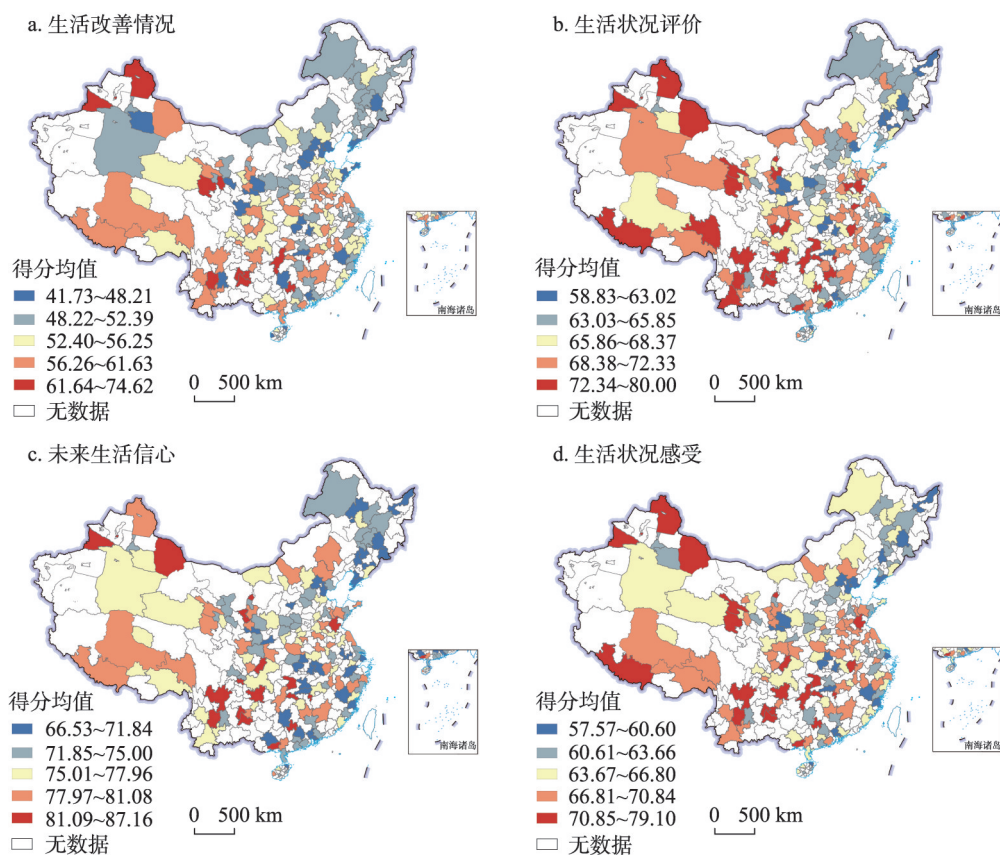 a. 生活改善情况
得分均值
41.73~48.21
48.22~52.39
52.40~56.25
56.26~61.63
61.64~74.62
无数据
0 500 km
南海诸岛
b. 生活状况评价
得分均值
58.83~63.02
63.03~65.85
65.86~68.37
68.38~72.33
72.34~80.00
无数据
0 500 km
南海诸岛
c. 未来生活信心
得分均值
66.53~71.84
71.85~75.00
75.01~77.96
77.97~81.08
81.09~87.16
无数据
0 500 km
南海诸岛
d. 生活状况感受
得分均值
57.57~60.60
60.61~63.66
63.67~66.80
66.81~70.84
70.85~79.10
无数据
0 500 km
南海诸岛